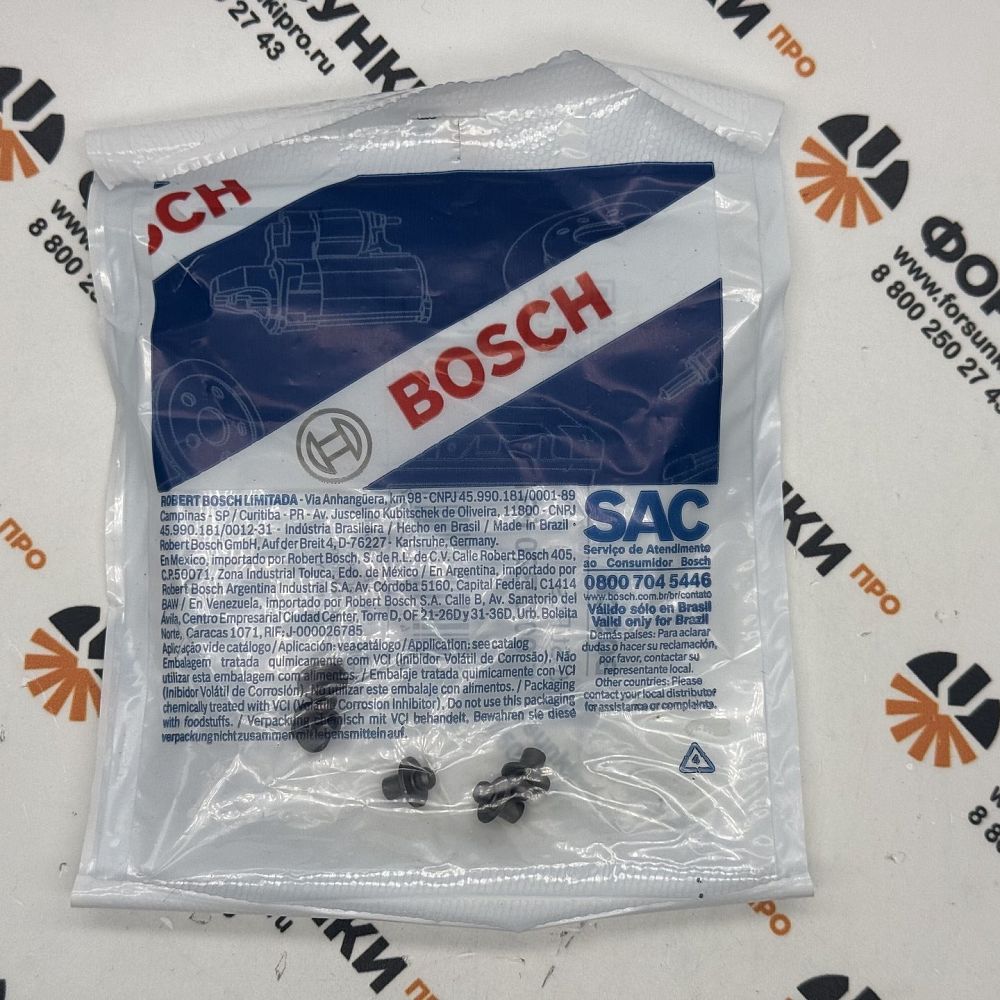 ФОРСУНКИ ПРО
www.forsunkipro.ru
8 800 250 27 43
BOSCH
BOSCH
ROBERT BOSCH LIMITADA - Via Anhangüera, km 98 - CNPJ 45.990.181/0001-89
Campinas - SP / Curitiba - PR - Av. Juscelino Kubitschek de Oliveira, 11800 - CNPJ
45.990.181/0012-31 - Indústria Brasileira / Hecho en Brasil / Made in Brazil •
Robert Bosch GmbH, Auf der Breit 4, D-76227 - Karlsruhe, Germany.
En Mexico, importado por Robert Bosch, S. de R.L. de C.V. Calle Robert Bosch 405,
C.P.50071, Zona Industrial Toluca, Edo. de México / En Argentina, importado por
Robert Bosch Argentina Industrial S.A. Av. Córdoba 5160, Capital Federal, C1414
BAW / En Venezuela, importado por Robert Bosch S.A. Calle B, Av. Sanatorio del
Ávila, Centro Empresarial Ciudad Center, Torre D, OF 21-26D y 31-36D, Urb. Boleita
Norte, Caracas 1071, RIF: J-000026785.
Aplicação vide catálogo / Aplicación: vea catálogo / Application: see catalog
Embalagem tratada quimicamente com VCI (Inibidor Volátil de Corrosão). Não
utilizar esta embalagem com alimentos. / Embalaje tratada quimicamente con VCI
(Inibidor Volátil de Corrosión). No utilizar este embalaje con alimentos. / Packaging
chemically treated with VCI (Volatile Corrosion Inhibitor). Do not use this packaging
with foodstuffs. / Verpackung chemisch mit VCI behandelt. Bewahren sie diese
verpackung nicht zusammen mit lebensmitteln auf.
SAC
Serviço de Atendimento
ao Consumidor Bosch
0800 704 5446
www.bosch.com.br/br/contato
Válido sólo en Brasil
Valid only for Brazil
Demás países: Para aclarar
dudas o hacer su reclamación,
por favor, contactar su
representante local.
Other countries: Please
contact your local distributor
for assistance or complaints.
4